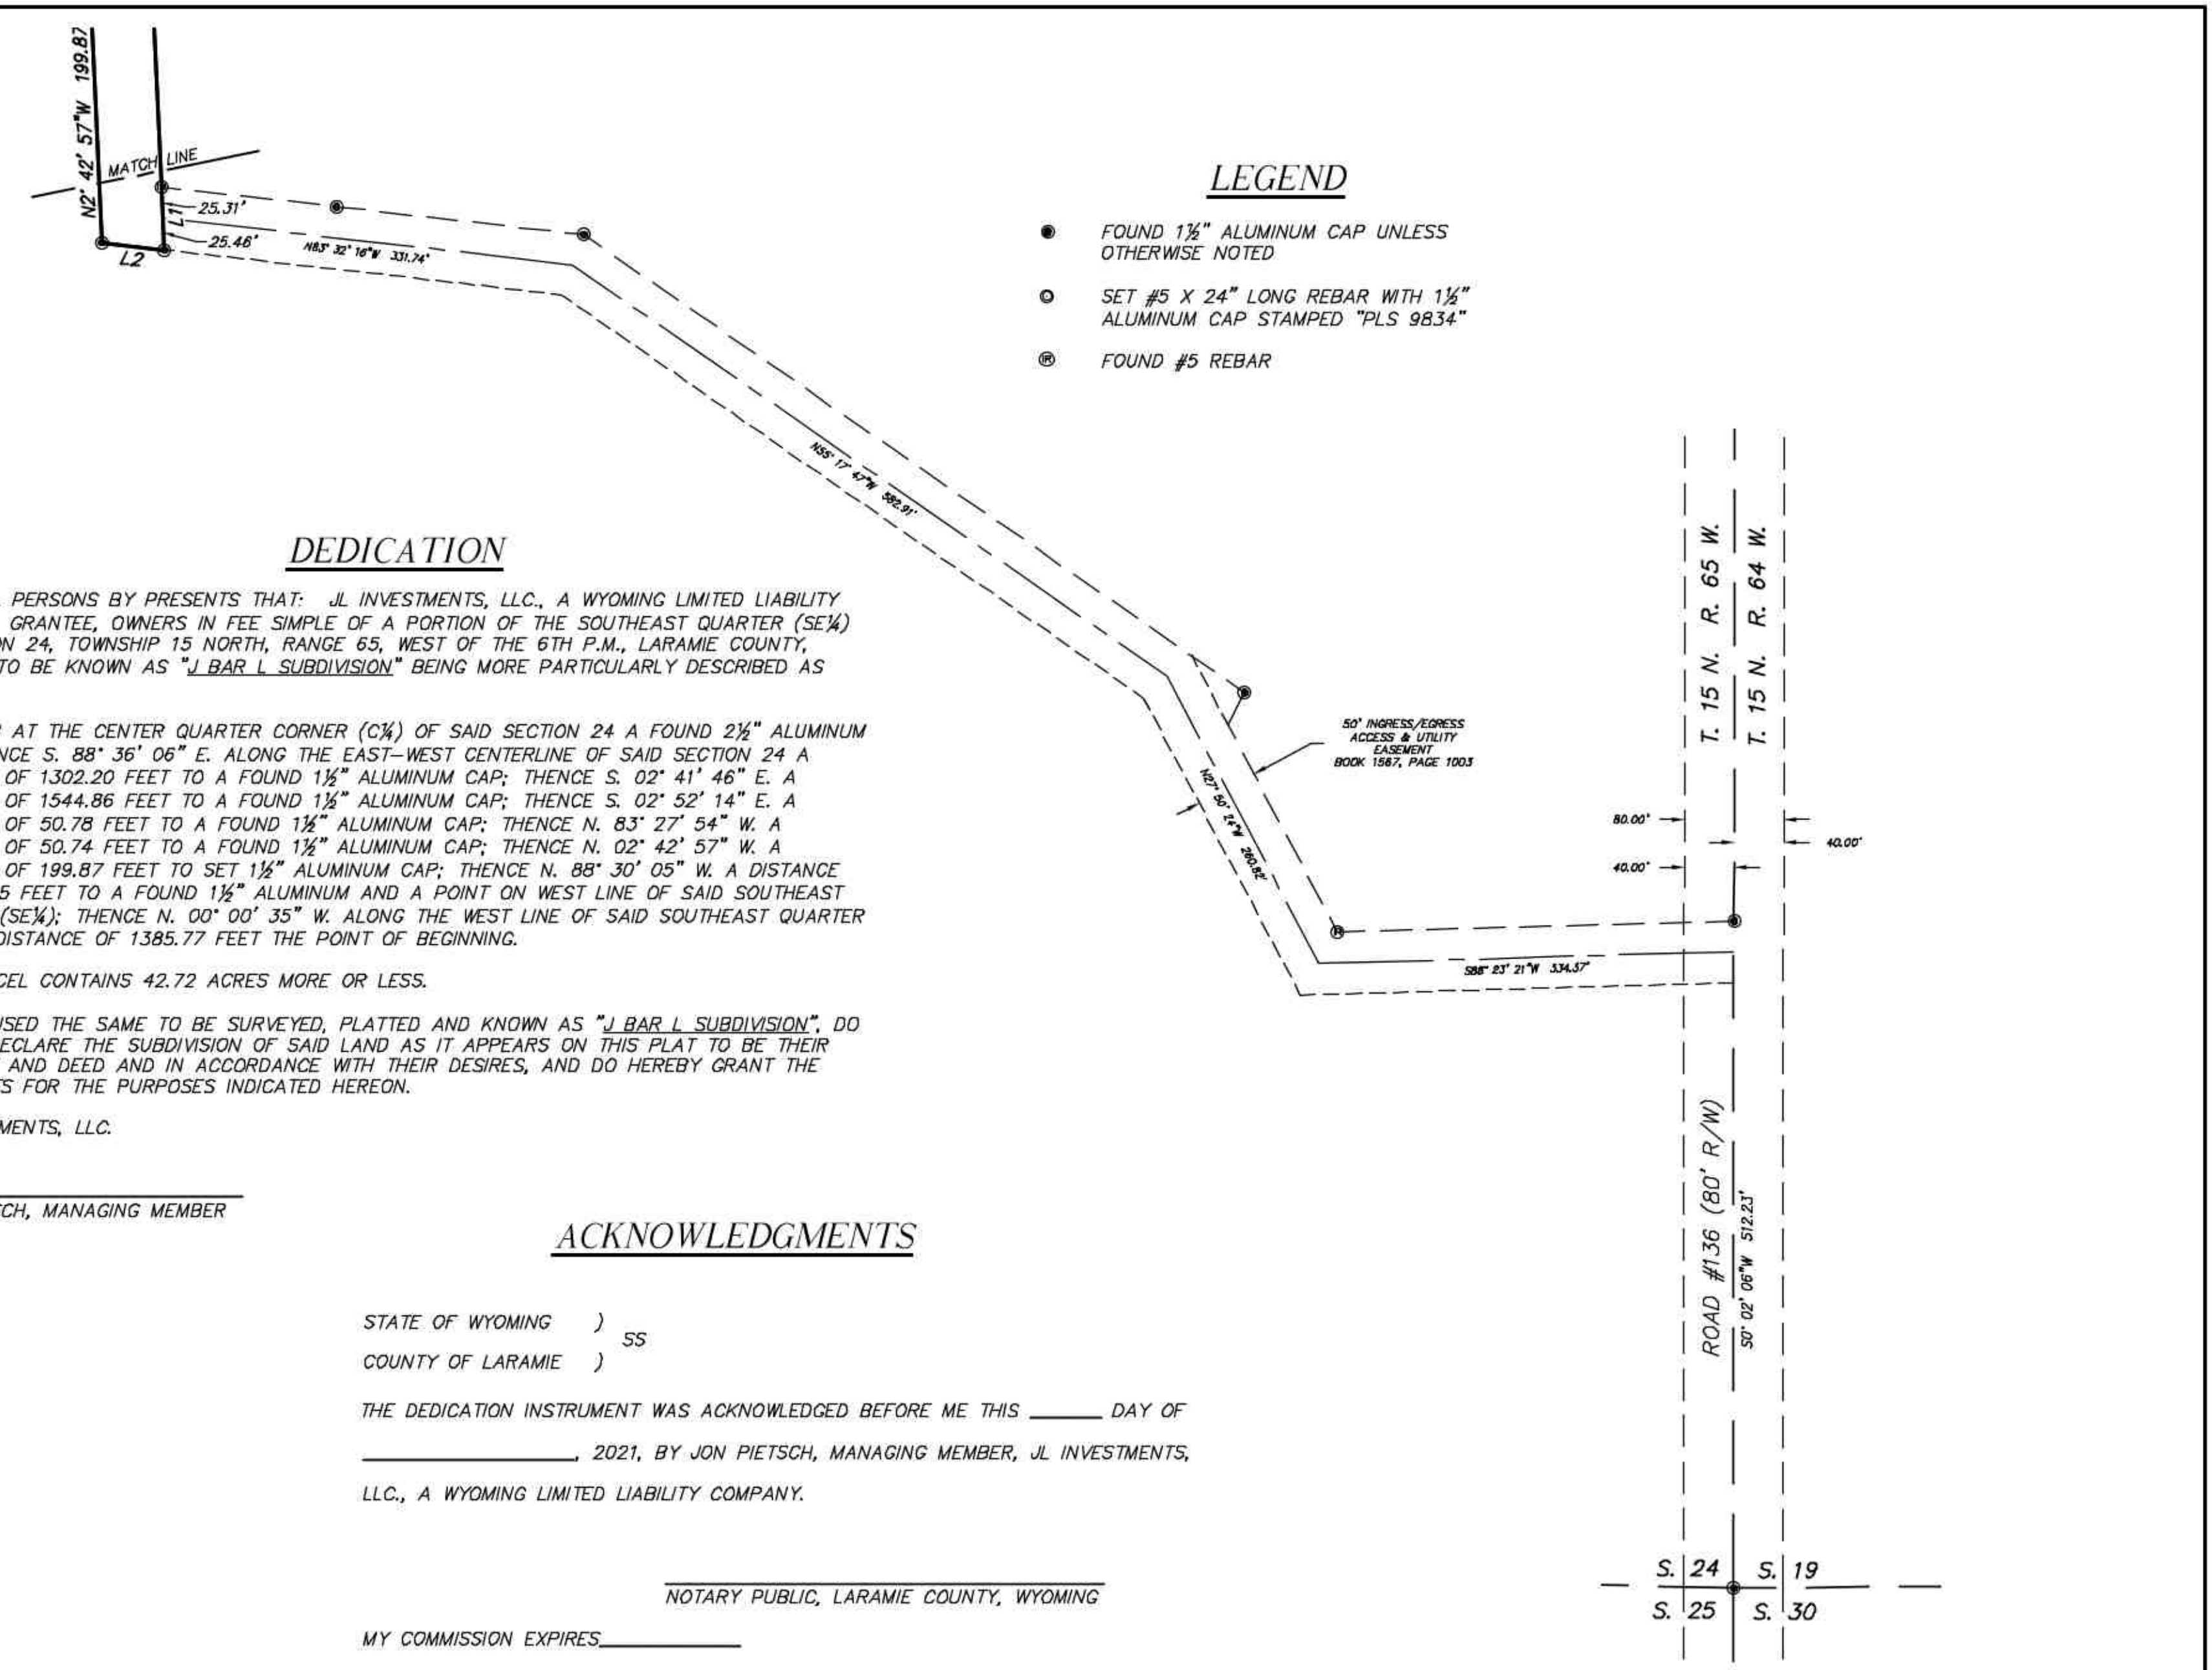 N2° 42' 57"W 199.87
MATCH LINE
25.31'
L1
25.46'
L2
N83° 32' 16"W 331.74'
LEGEND
FOUND 1½" ALUMINUM CAP UNLESS
OTHERWISE NOTED
SET #5 X 24" LONG REBAR WITH 1½"
ALUMINUM CAP STAMPED "PLS 9834"
FOUND #5 REBAR
N55° 17' 47"W 582.91'
DEDICATION
PERSONS BY PRESENTS THAT: JL INVESTMENTS, LLC., A WYOMING LIMITED LIABILITY
GRANTEE, OWNERS IN FEE SIMPLE OF A PORTION OF THE SOUTHEAST QUARTER (SE¼)
ON 24, TOWNSHIP 15 NORTH, RANGE 65, WEST OF THE 6TH P.M., LARAMIE COUNTY,
TO BE KNOWN AS "J BAR L SUBDIVISION" BEING MORE PARTICULARLY DESCRIBED AS
AT THE CENTER QUARTER CORNER (C¼) OF SAID SECTION 24 A FOUND 2½" ALUMINUM
NCE S. 88° 36' 06" E. ALONG THE EAST-WEST CENTERLINE OF SAID SECTION 24 A
OF 1302.20 FEET TO A FOUND 1½" ALUMINUM CAP; THENCE S. 02° 41' 46" E. A
OF 1544.86 FEET TO A FOUND 1½" ALUMINUM CAP; THENCE S. 02° 52' 14" E. A
OF 50.78 FEET TO A FOUND 1½" ALUMINUM CAP; THENCE N. 83° 27' 54" W. A
OF 50.74 FEET TO A FOUND 1½" ALUMINUM CAP; THENCE N. 02° 42' 57" W. A
OF 199.87 FEET TO SET 1½" ALUMINUM CAP; THENCE N. 88° 30' 05" W. A DISTANCE
5 FEET TO A FOUND 1½" ALUMINUM AND A POINT ON WEST LINE OF SAID SOUTHEAST
(SE¼); THENCE N. 00° 00' 35" W. ALONG THE WEST LINE OF SAID SOUTHEAST QUARTER
DISTANCE OF 1385.77 FEET THE POINT OF BEGINNING.
CEL CONTAINS 42.72 ACRES MORE OR LESS.
USED THE SAME TO BE SURVEYED, PLATTED AND KNOWN AS "J BAR L SUBDIVISION", DO
ECLARE THE SUBDIVISION OF SAID LAND AS IT APPEARS ON THIS PLAT TO BE THEIR
AND DEED AND IN ACCORDANCE WITH THEIR DESIRES, AND DO HEREBY GRANT THE
TS FOR THE PURPOSES INDICATED HEREON.
MENTS, LLC.
TCH, MANAGING MEMBER
50' INGRESS/EGRESS
ACCESS & UTILITY
EASEMENT
BOOK 1567, PAGE 1003
N27° 50' 24"W 260.82'
S88° 23' 21"W 334.57'
T. 15 N. R. 65 W.
T. 15 N. R. 64 W.
80.00'
40.00'
40.00'
ROAD #136 (80' R/W)
S0° 02' 06"W 512.23'
ACKNOWLEDGMENTS
STATE OF WYOMING )
SS
COUNTY OF LARAMIE )
THE DEDICATION INSTRUMENT WAS ACKNOWLEDGED BEFORE ME THIS ______ DAY OF
__________________, 2021, BY JON PIETSCH, MANAGING MEMBER, JL INVESTMENTS,
LLC., A WYOMING LIMITED LIABILITY COMPANY.
NOTARY PUBLIC, LARAMIE COUNTY, WYOMING
MY COMMISSION EXPIRES____________
S. 24 S. 19
S. 25 S. 30